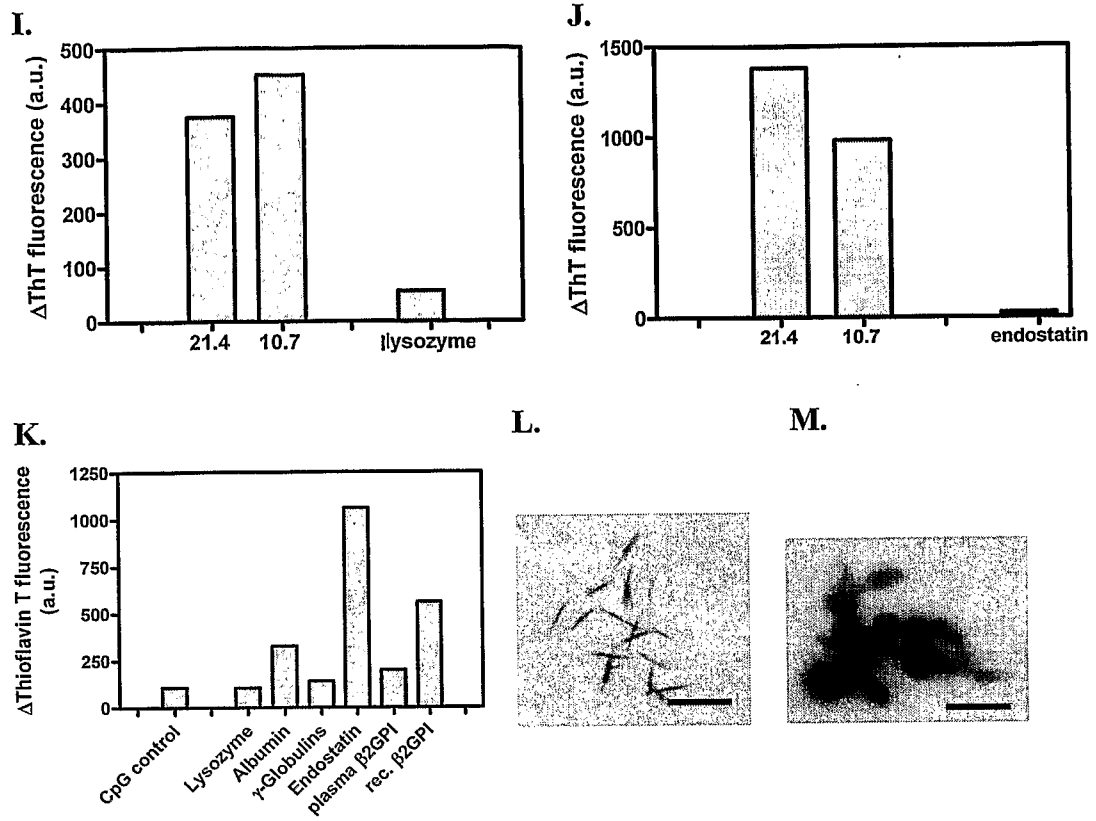 I.
ΔThT fluorescence (a.u.)
500
400
300
200
100
0
21.4 10.7 lysozyme
J.
ΔThT fluorescence (a.u.)
1500
1000
500
0
21.4 10.7 endostatin
K.
ΔThioflavin T fluorescence
(a.u.)
1250
1000
750
500
250
0
CpG control
Lysozyme
Albumin
γ-Globulins
Endostatin
plasma β2GPI
rec. β2GPI
L.
M.